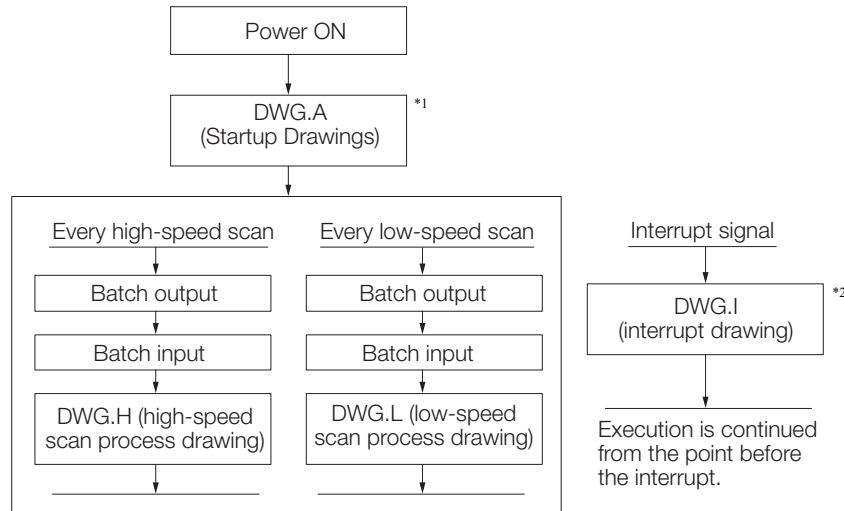 Power ON
DWG.A
(Startup Drawings)
*1
Every high-speed scan
Batch output
Batch input
DWG.H (high-speed
scan process drawing)
Every low-speed scan
Batch output
Batch input
DWG.L (low-speed
scan process drawing)
Interrupt signal
DWG.I
(interrupt drawing)
*2
Execution is continued
from the point before
the interrupt.